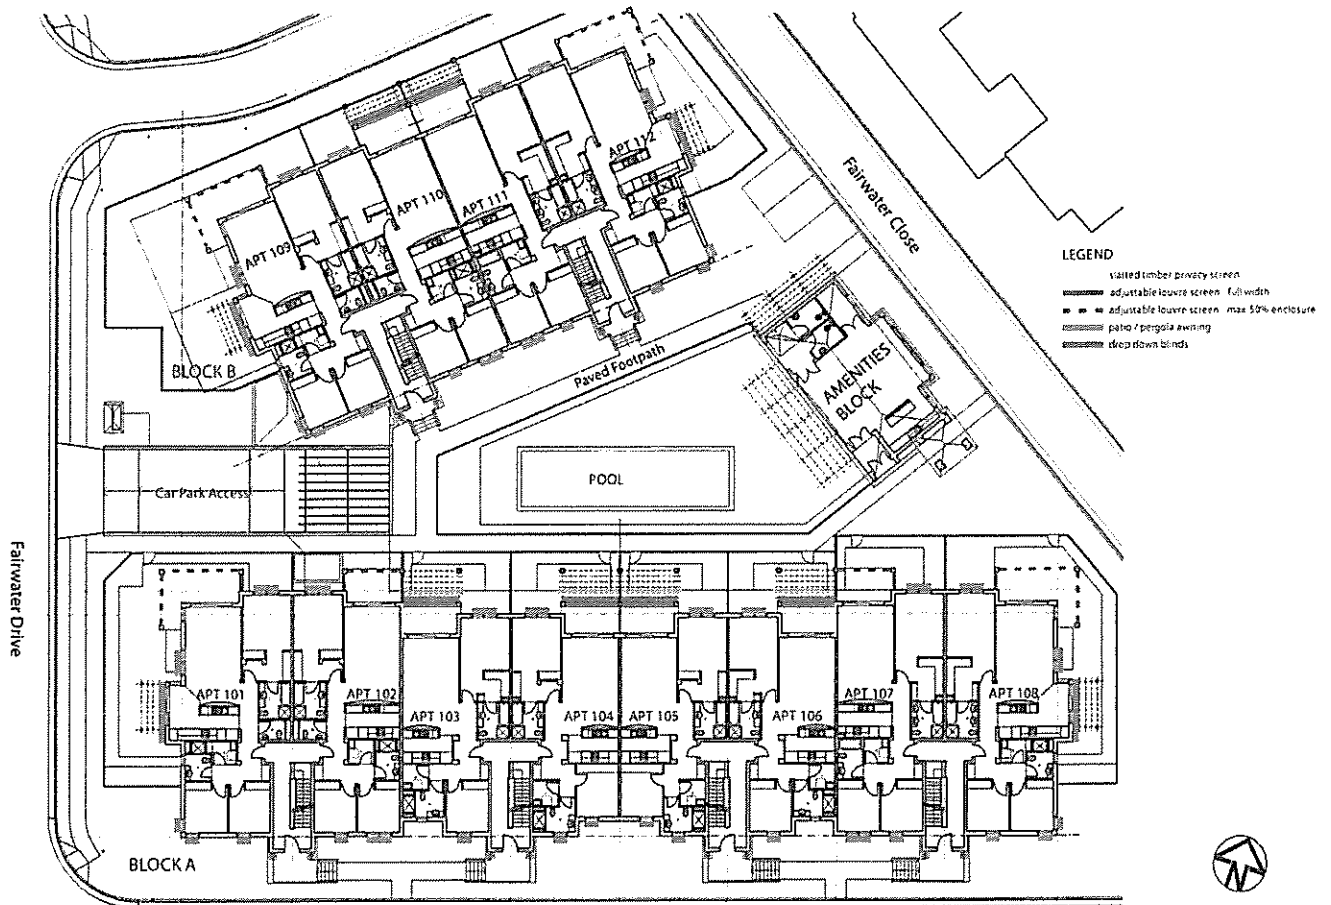 APT 112
APT 110
APT 111
APT 109
BLOCK B
Fairwater Close
LEGEND
slatted timber privacy screen
adjustable louvre screen full width
adjustable louvre screen max 50% enclosure
patio / pergola awning
drop down blinds
Paved Footpath
AMENITIES
BLOCK
POOL
Car Park Access
Fairwater Drive
APT 101
APT 102
APT 103
APT 104
APT 105
APT 106
APT 107
APT 108
BLOCK A
N